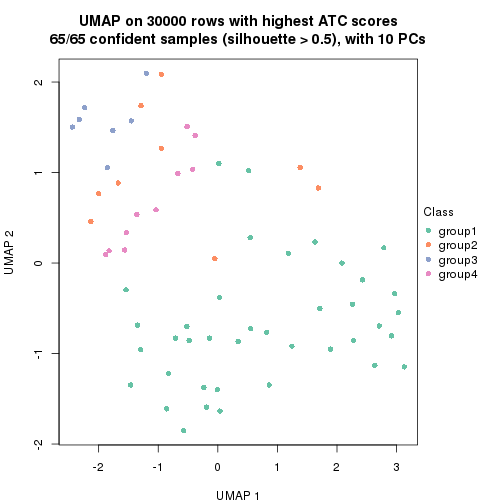 UMAP on 30000 rows with highest ATC scores
65/65 confident samples (silhouette > 0.5), with 10 PCs
2
1
0
-1
-2
UMAP 2
-2
-1
0
1
2
3
UMAP 1
Class
group1
group2
group3
group4